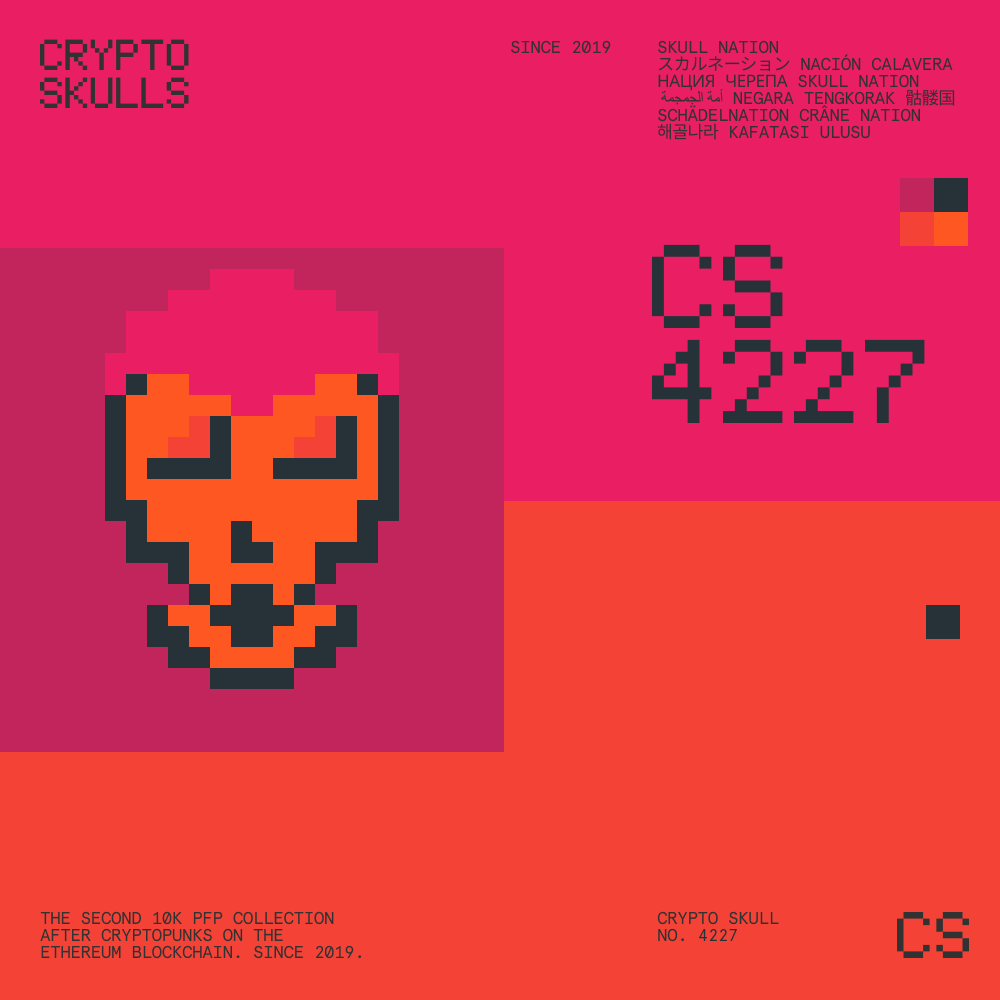 CRYPTO
SKULLS
SINCE 2019
SKULL NATION
スカルネーション NACIÓN CALAVERA
НАЦИЯ ЧЕРЕПА SKULL NATION
أمة الجمجمة NEGARA TENGKORAK 骷髅国
SCHÄDELNATION CRÂNE NATION
해골나라 KAFATASI ULUSU
CS
4227
THE SECOND 10K PFP COLLECTION
AFTER CRYPTOPUNKS ON THE
ETHEREUM BLOCKCHAIN. SINCE 2019.
CRYPTO SKULL
NO. 4227
CS